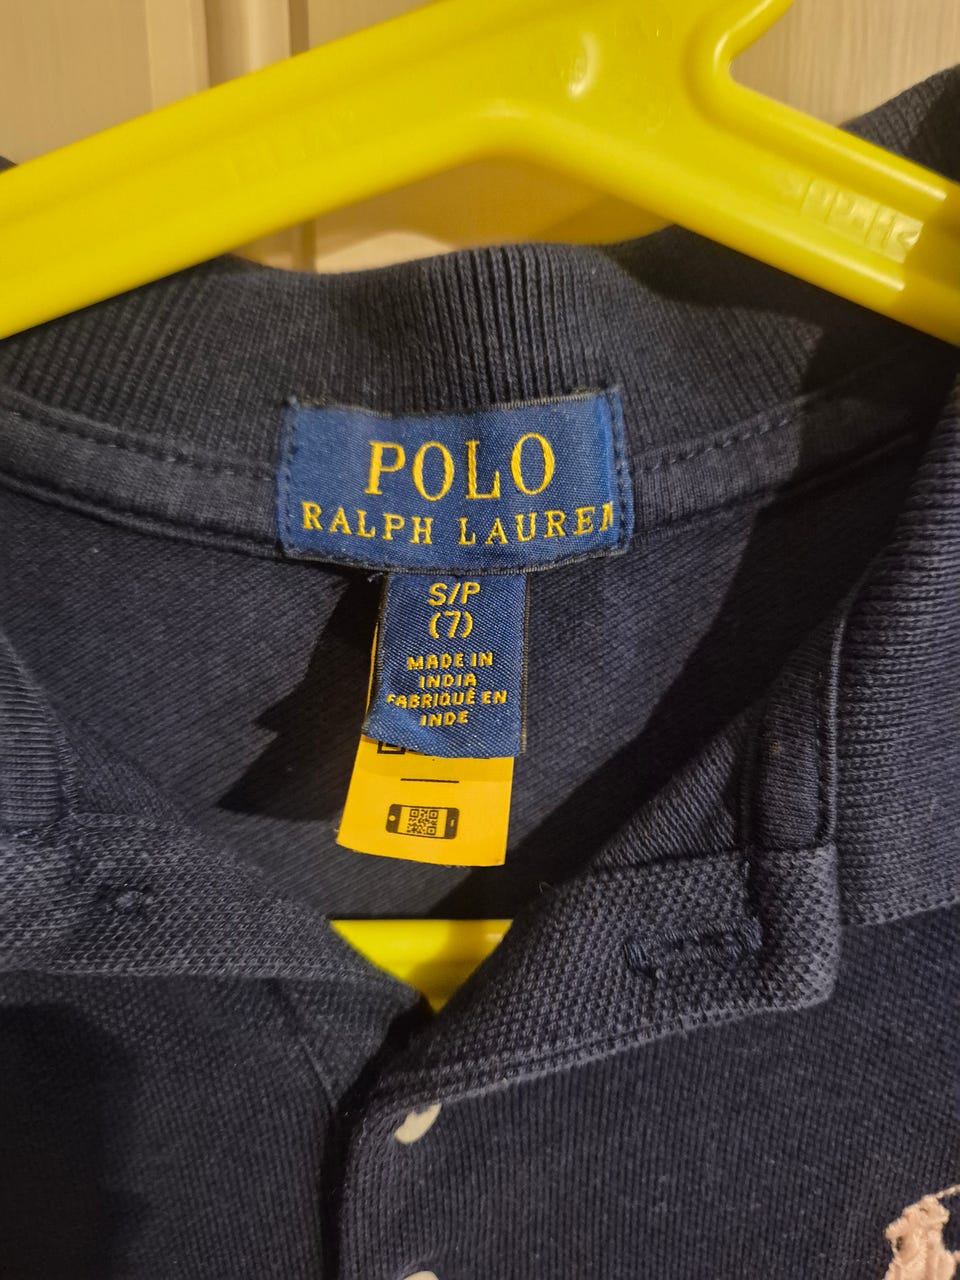 POLO
RALPH LAUREN
S/P
(7)
MADE IN
INDIA
FABRIQUÉ EN
INDE